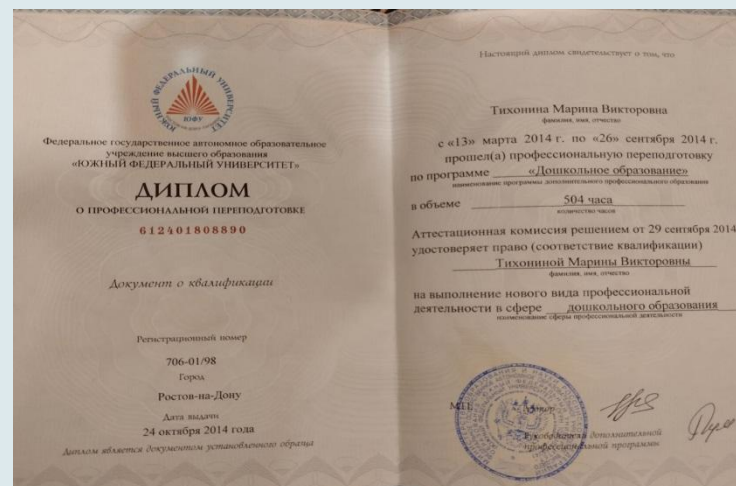 ЮЖНЫЙ ФЕДЕРАЛЬНЫЙ УНИВЕРСИТЕТ
ЮФУ
Федеральное государственное автономное образовательное
учреждение высшего образования
«ЮЖНЫЙ ФЕДЕРАЛЬНЫЙ УНИВЕРСИТЕТ»
ДИПЛОМ
О ПРОФЕССИОНАЛЬНОЙ ПЕРЕПОДГОТОВКЕ
612401808890
Документ о квалификации
Регистрационный номер
706-01/98
Город
Ростов-на-Дону
Дата выдачи
24 октября 2014 года
Диплом является документом установленного образца
Настоящий диплом свидетельствует о том, что
Тихонина Марина Викторовна
фамилия, имя, отчество
с «13» марта 2014 г. по «26» сентября 2014 г.
прошел(а) профессиональную переподготовку
по программе «Дошкольное образование»
наименование программы дополнительного профессионального образования
в объеме 504 часа
количество часов
Аттестационная комиссия решением от 29 сентября 2014
удостоверяет право (соответствие квалификации)
Тихониной Марины Викторовны
фамилия, имя, отчество
на выполнение нового вида профессиональной
деятельности в сфере дошкольного образования
наименование сферы профессиональной деятельности
М.П.
Руководитель дополнительной
профессиональной программы